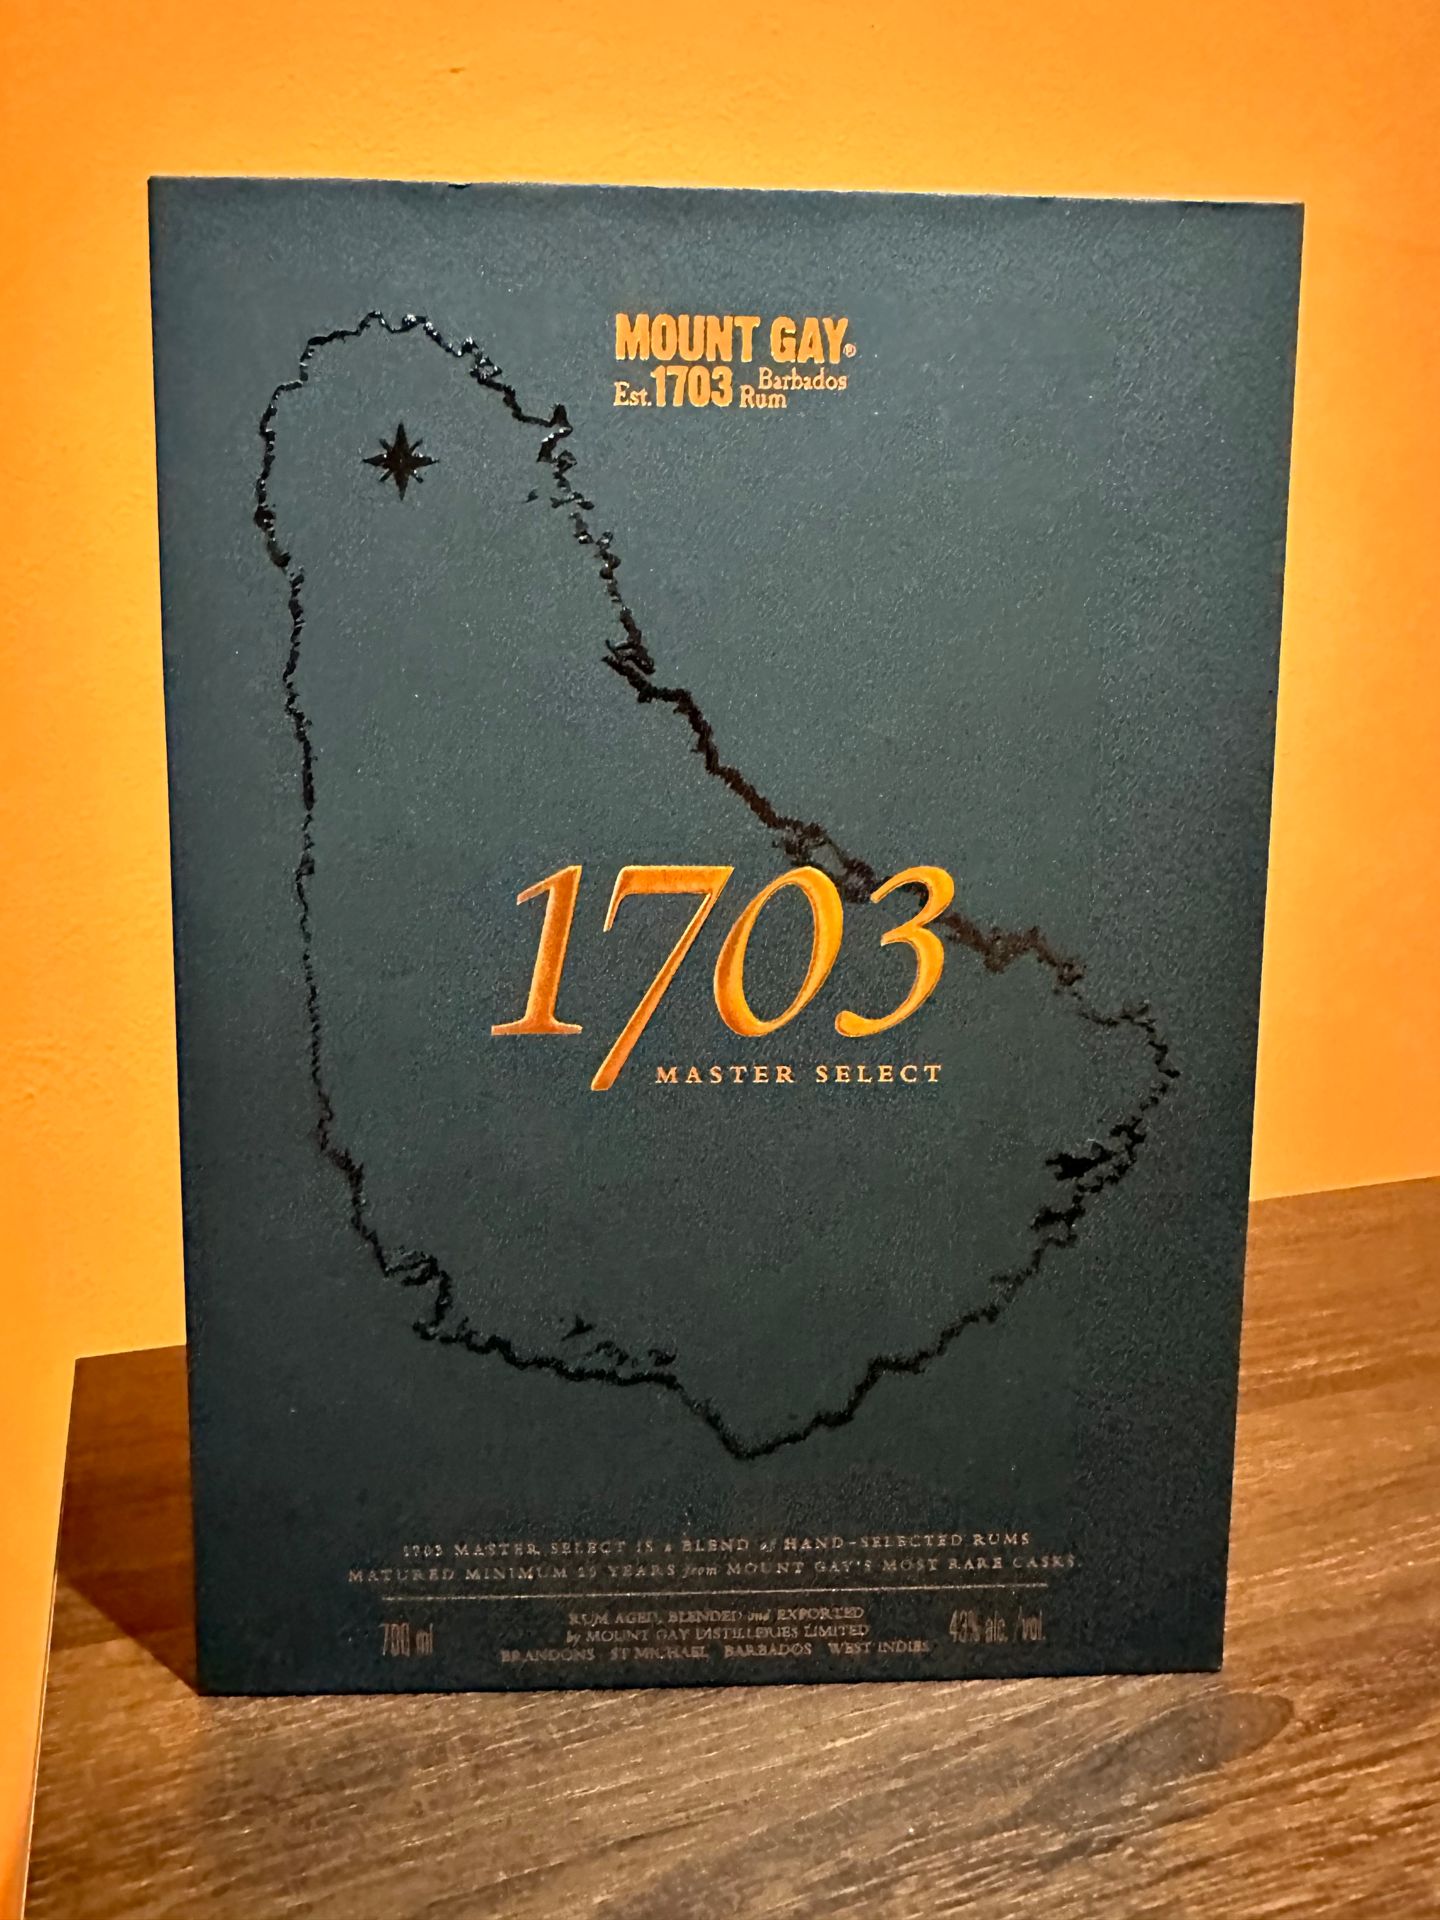 MOUNT GAY®
Est. 1703 Barbados Rum
1703
MASTER SELECT
1703 MASTER SELECT IS a BLEND of HAND-SELECTED RUMS
MATURED MINIMUM YEARS from MOUNT GAY'S MOST RARE CASKS.
RUM AGED, BLENDED and EXPORTED
700 ml by MOUNT GAY DISTILLERIES LIMITED 43% alc. /vol.
BRANDONS ST MICHAEL BARBADOS WEST INDIES